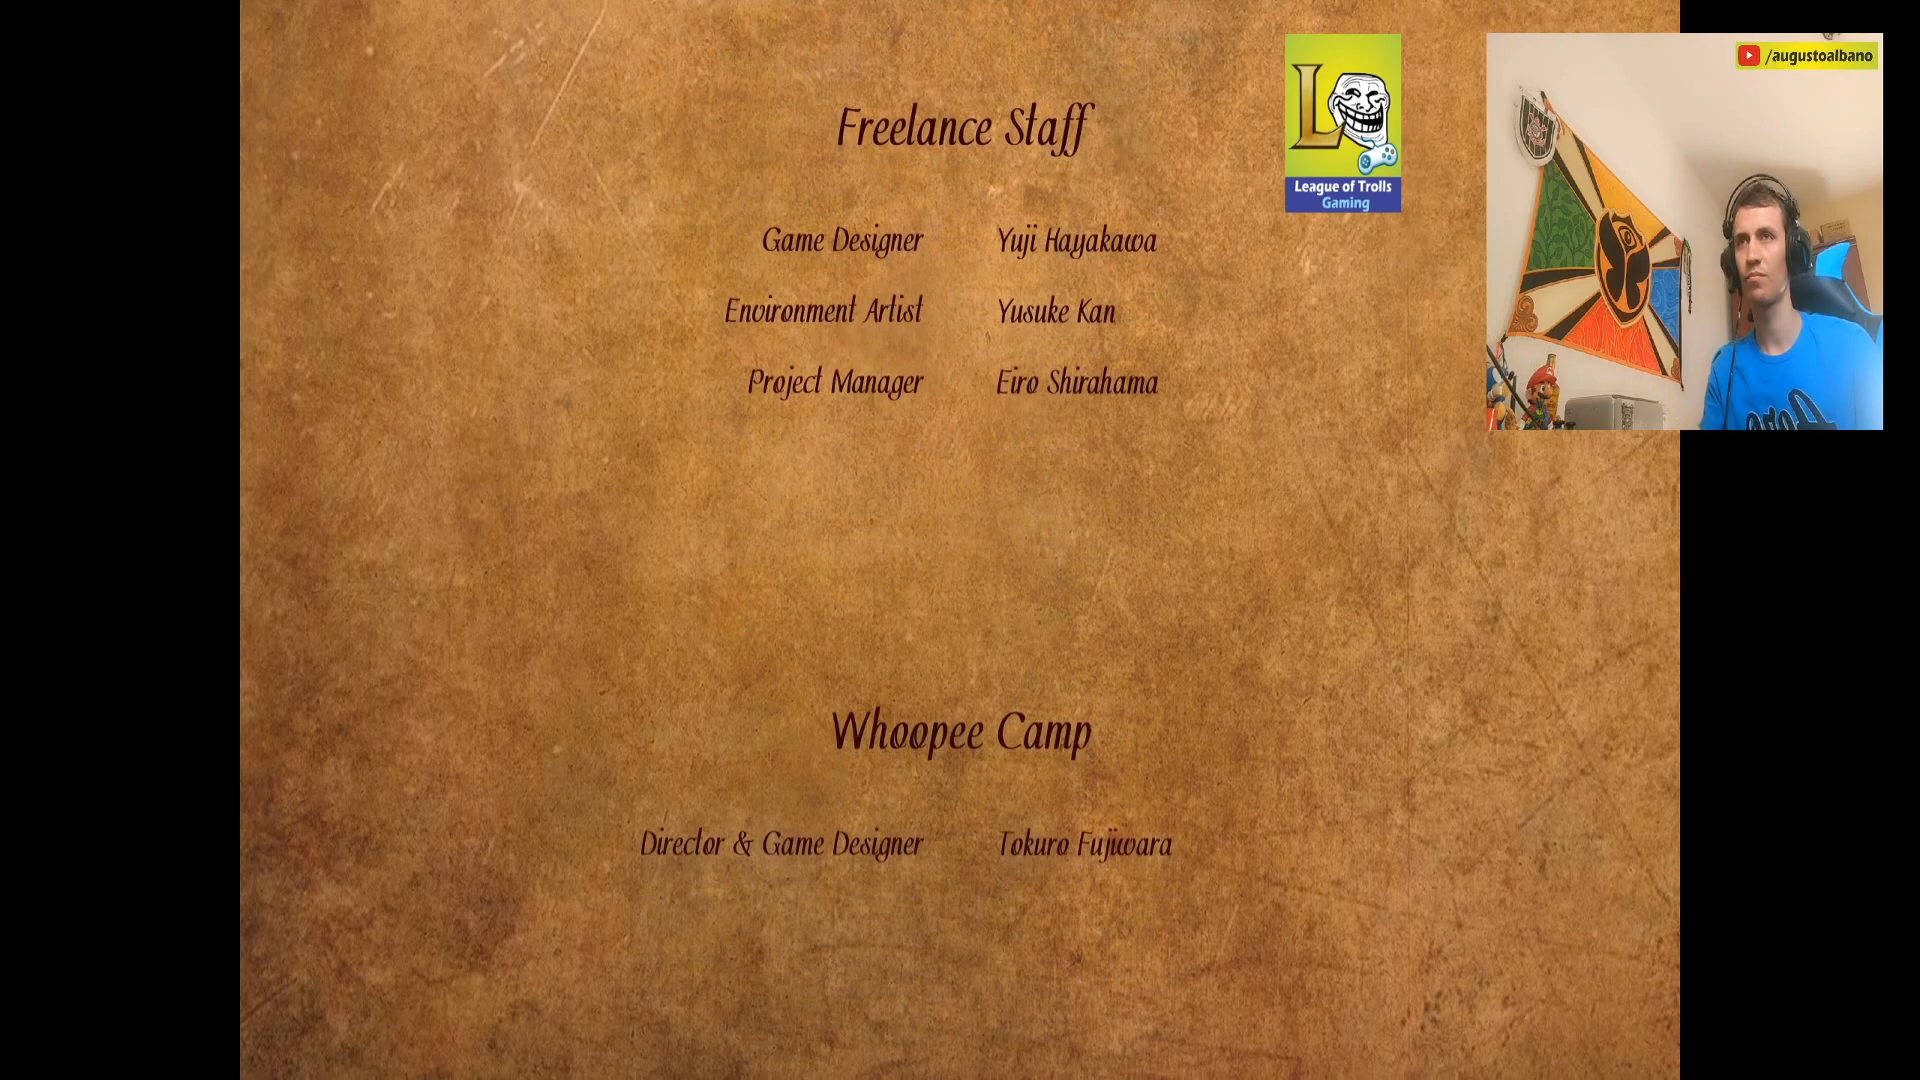 Freelance Staff
Game Designer Yuji Hayakawa
Environment Artist Yusuke Kan
Project Manager Eiro Shirahama
Whoopee Camp
Director & Game Designer Tokuro Fujiwara
L
League of Trolls
Gaming
/augustoalbano